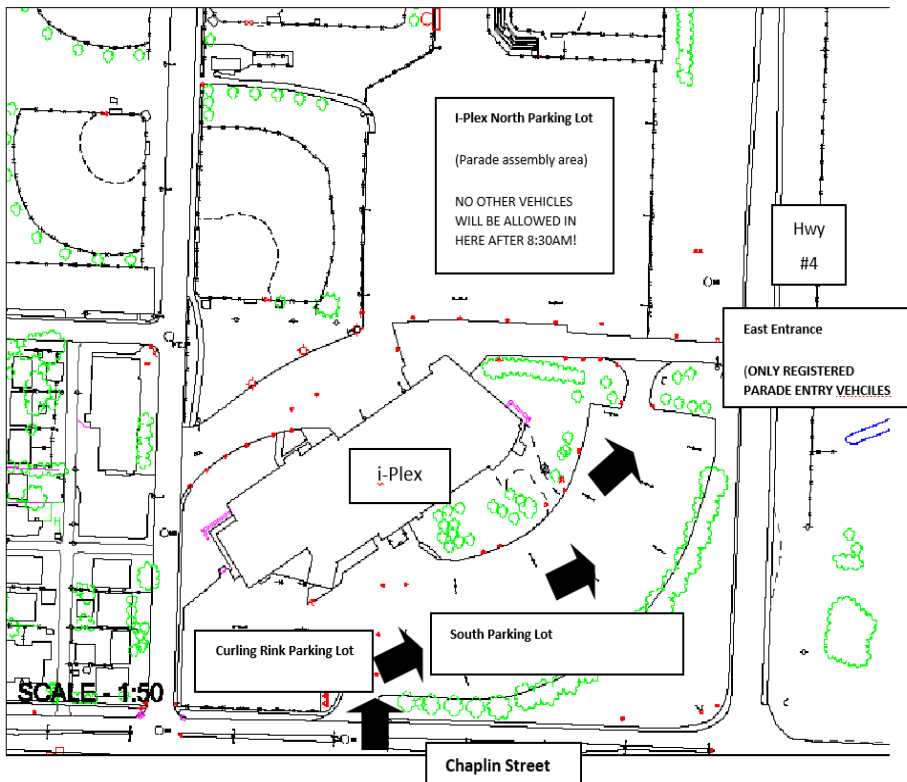 I-Plex North Parking Lot
(Parade assembly area)
NO OTHER VEHICLES
WILL BE ALLOWED IN
HERE AFTER 8:30AM!
Hwy
#4
East Entrance
(ONLY REGISTERED
PARADE ENTRY VEHCILES
i-Plex
Curling Rink Parking Lot
South Parking Lot
SCALE - 1:50
Chaplin Street